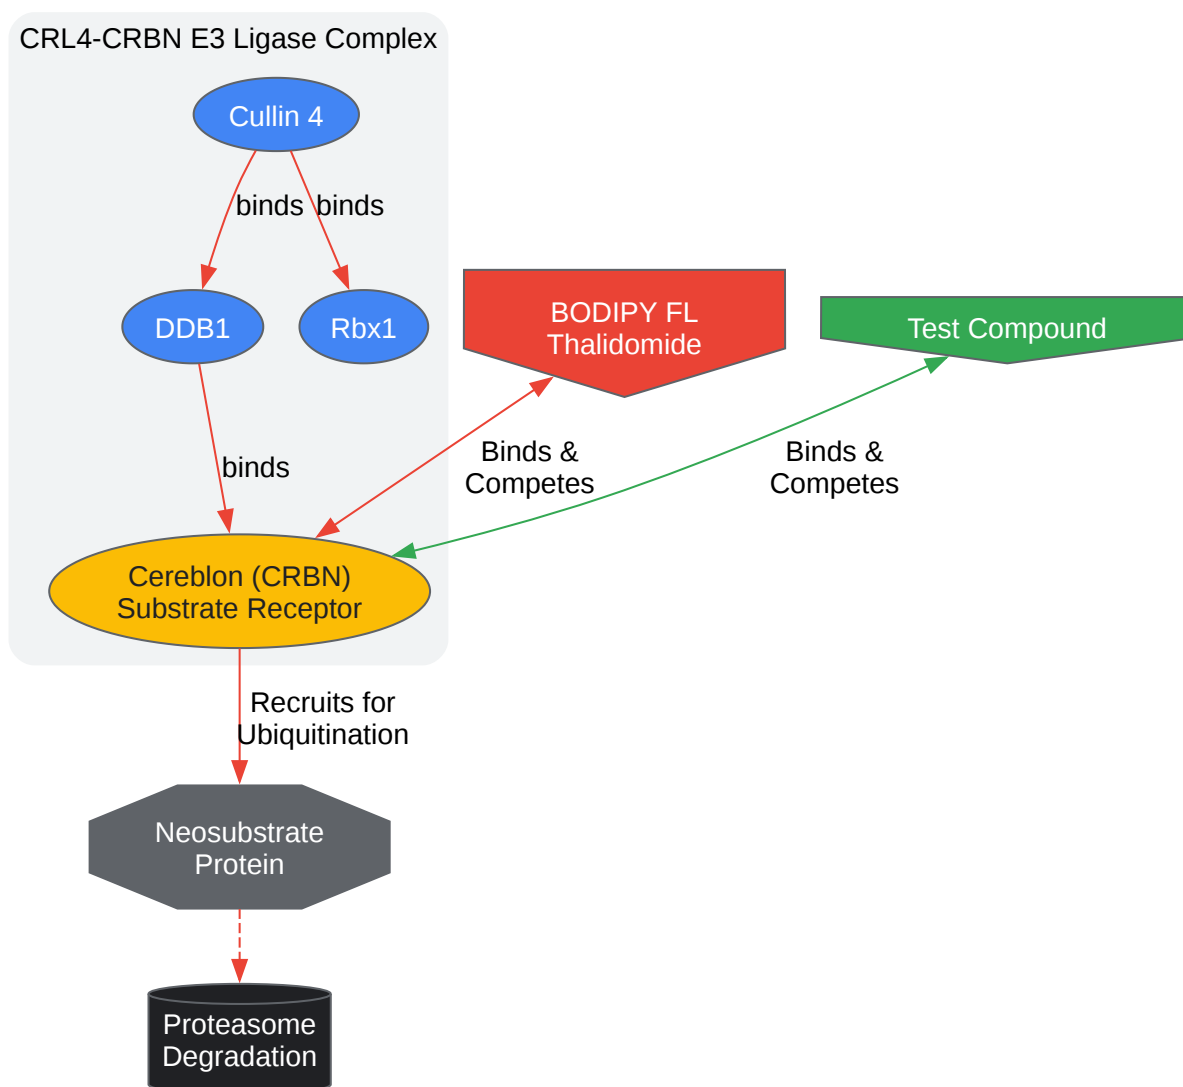 CRL4-CRBN E3 Ligase Complex
Cullin 4
binds
binds
DDB1
Rbx1
BODIPY FL
Thalidomide
Test Compound
binds
Binds &
Competes
Binds &
Competes
Cereblon (CRBN)
Substrate Receptor
Recruits for
Ubiquitination
Neosubstrate
Protein
Proteasome
Degradation